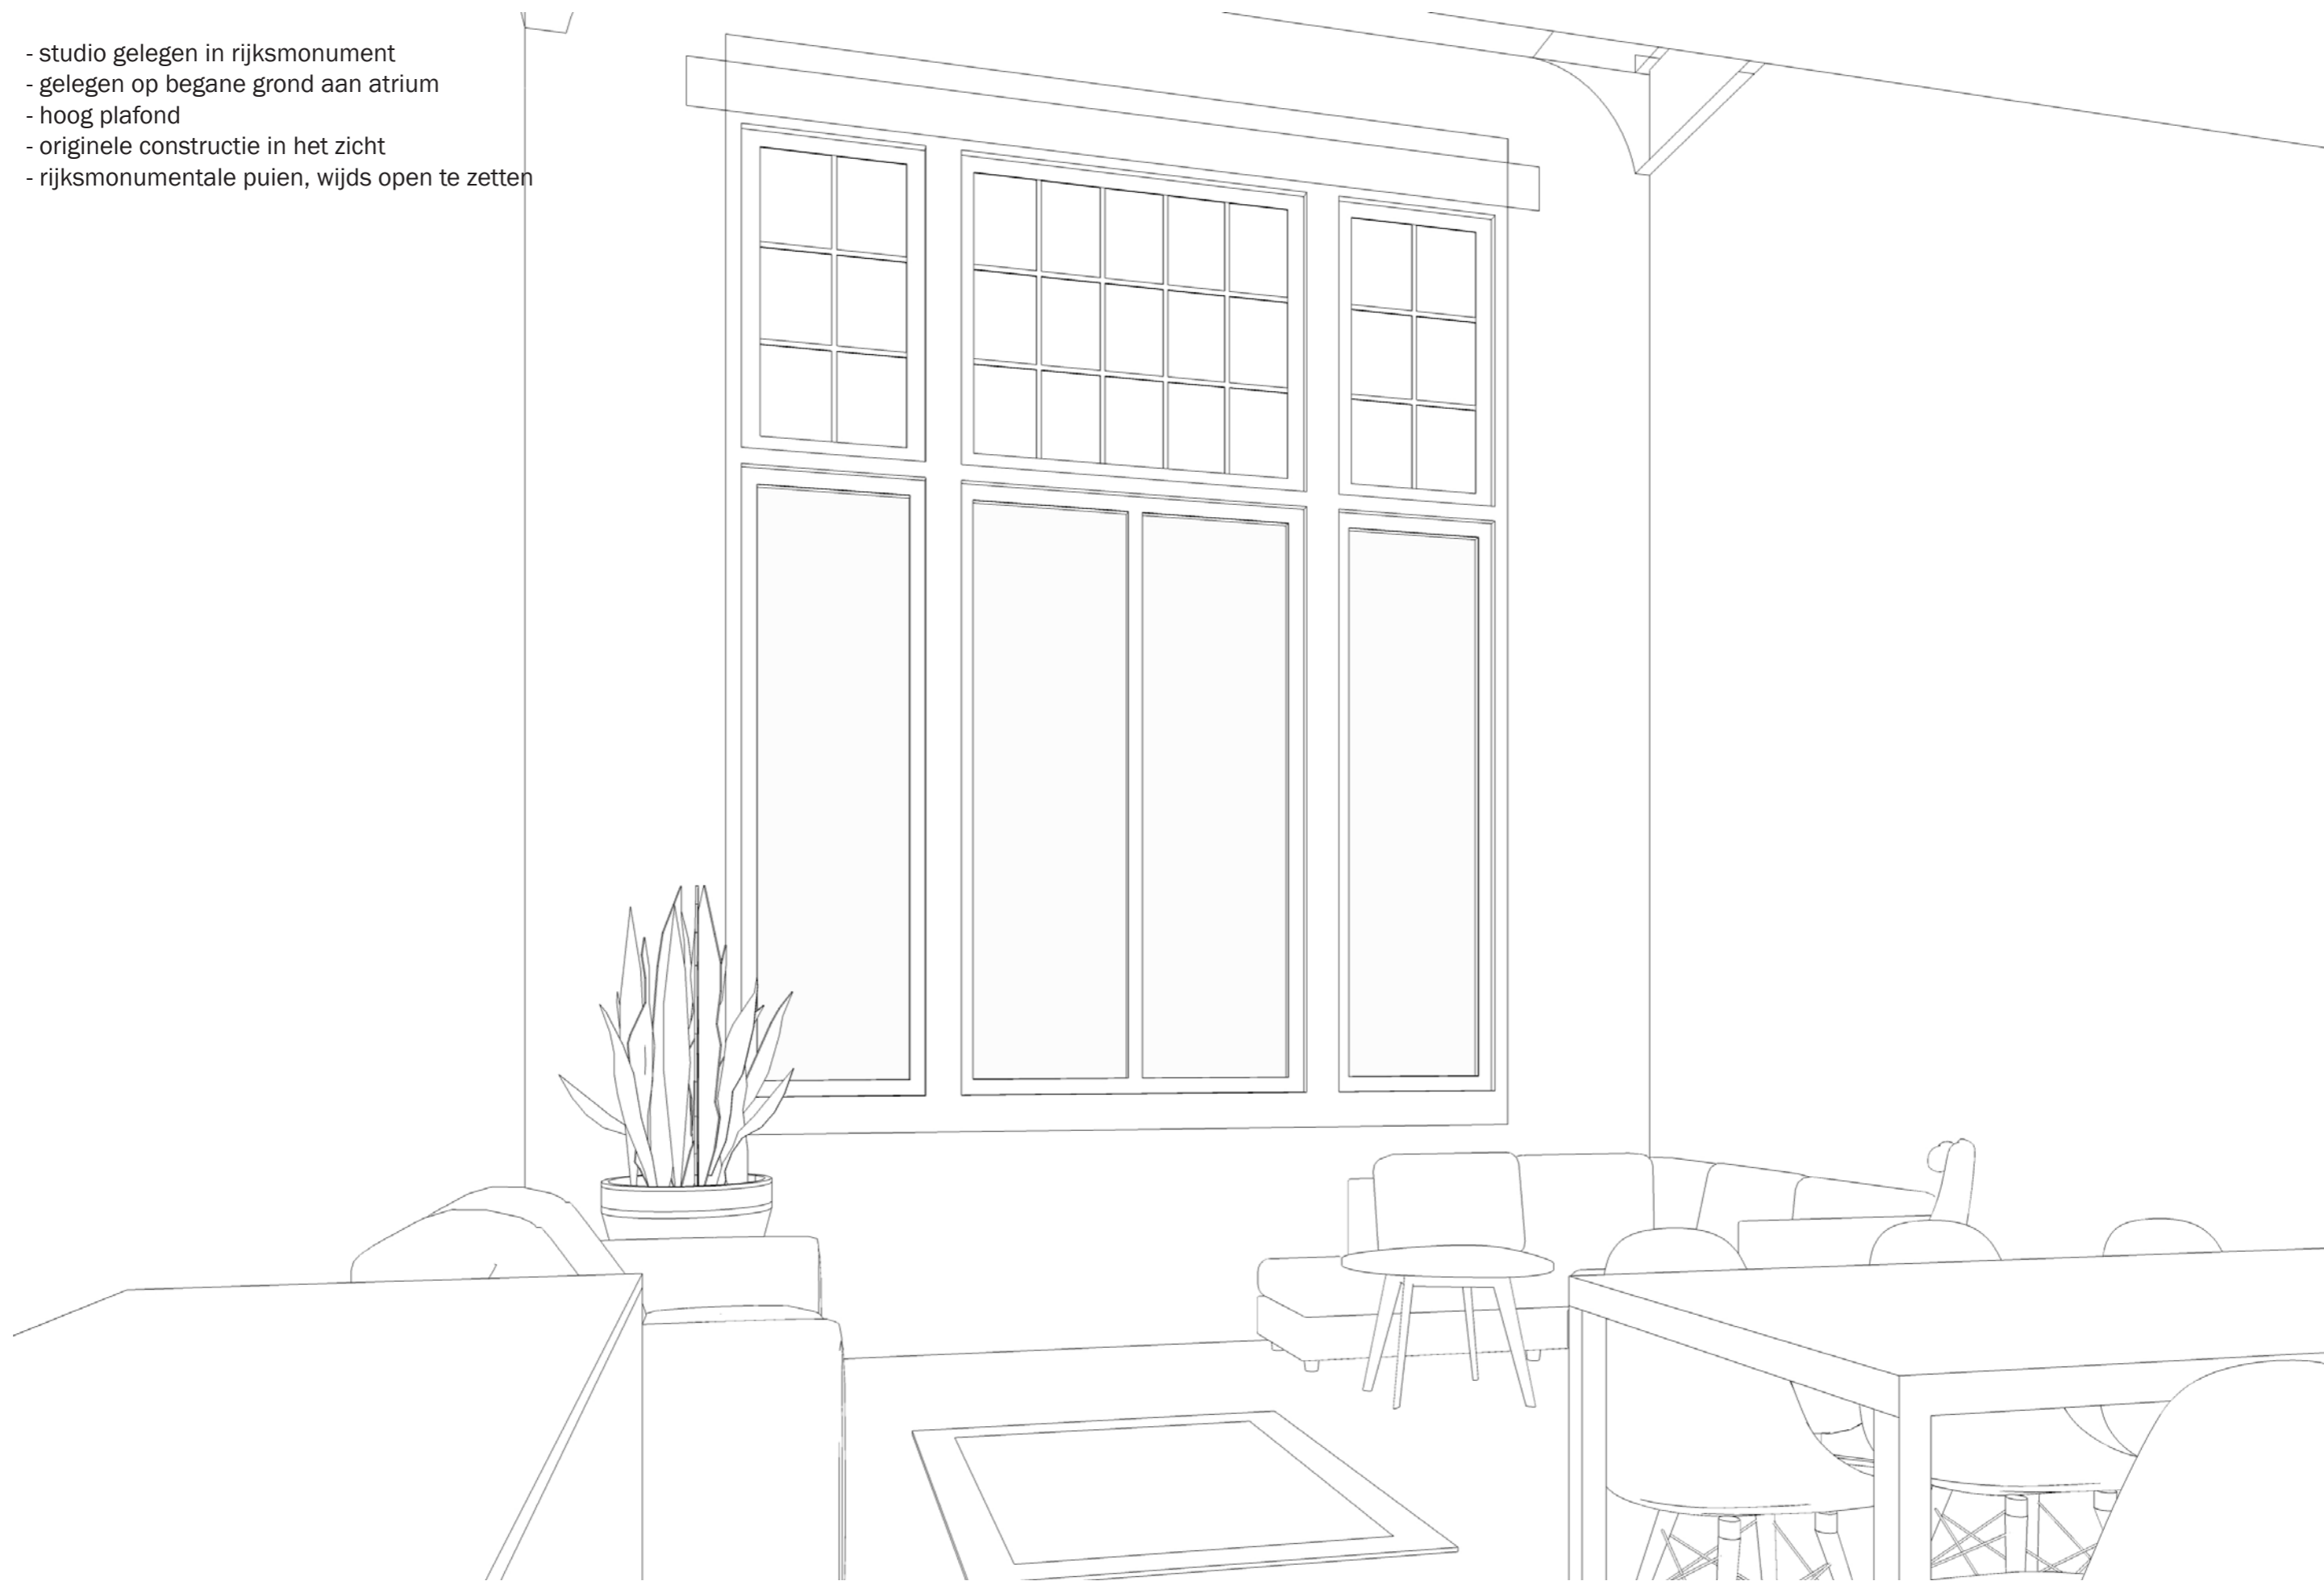 - studio gelegen in rijksmonument
- gelegen op begane grond aan atrium
- hoog plafond
- originele constructie in het zicht
- rijksmonumentale puien, wijds open te zetten